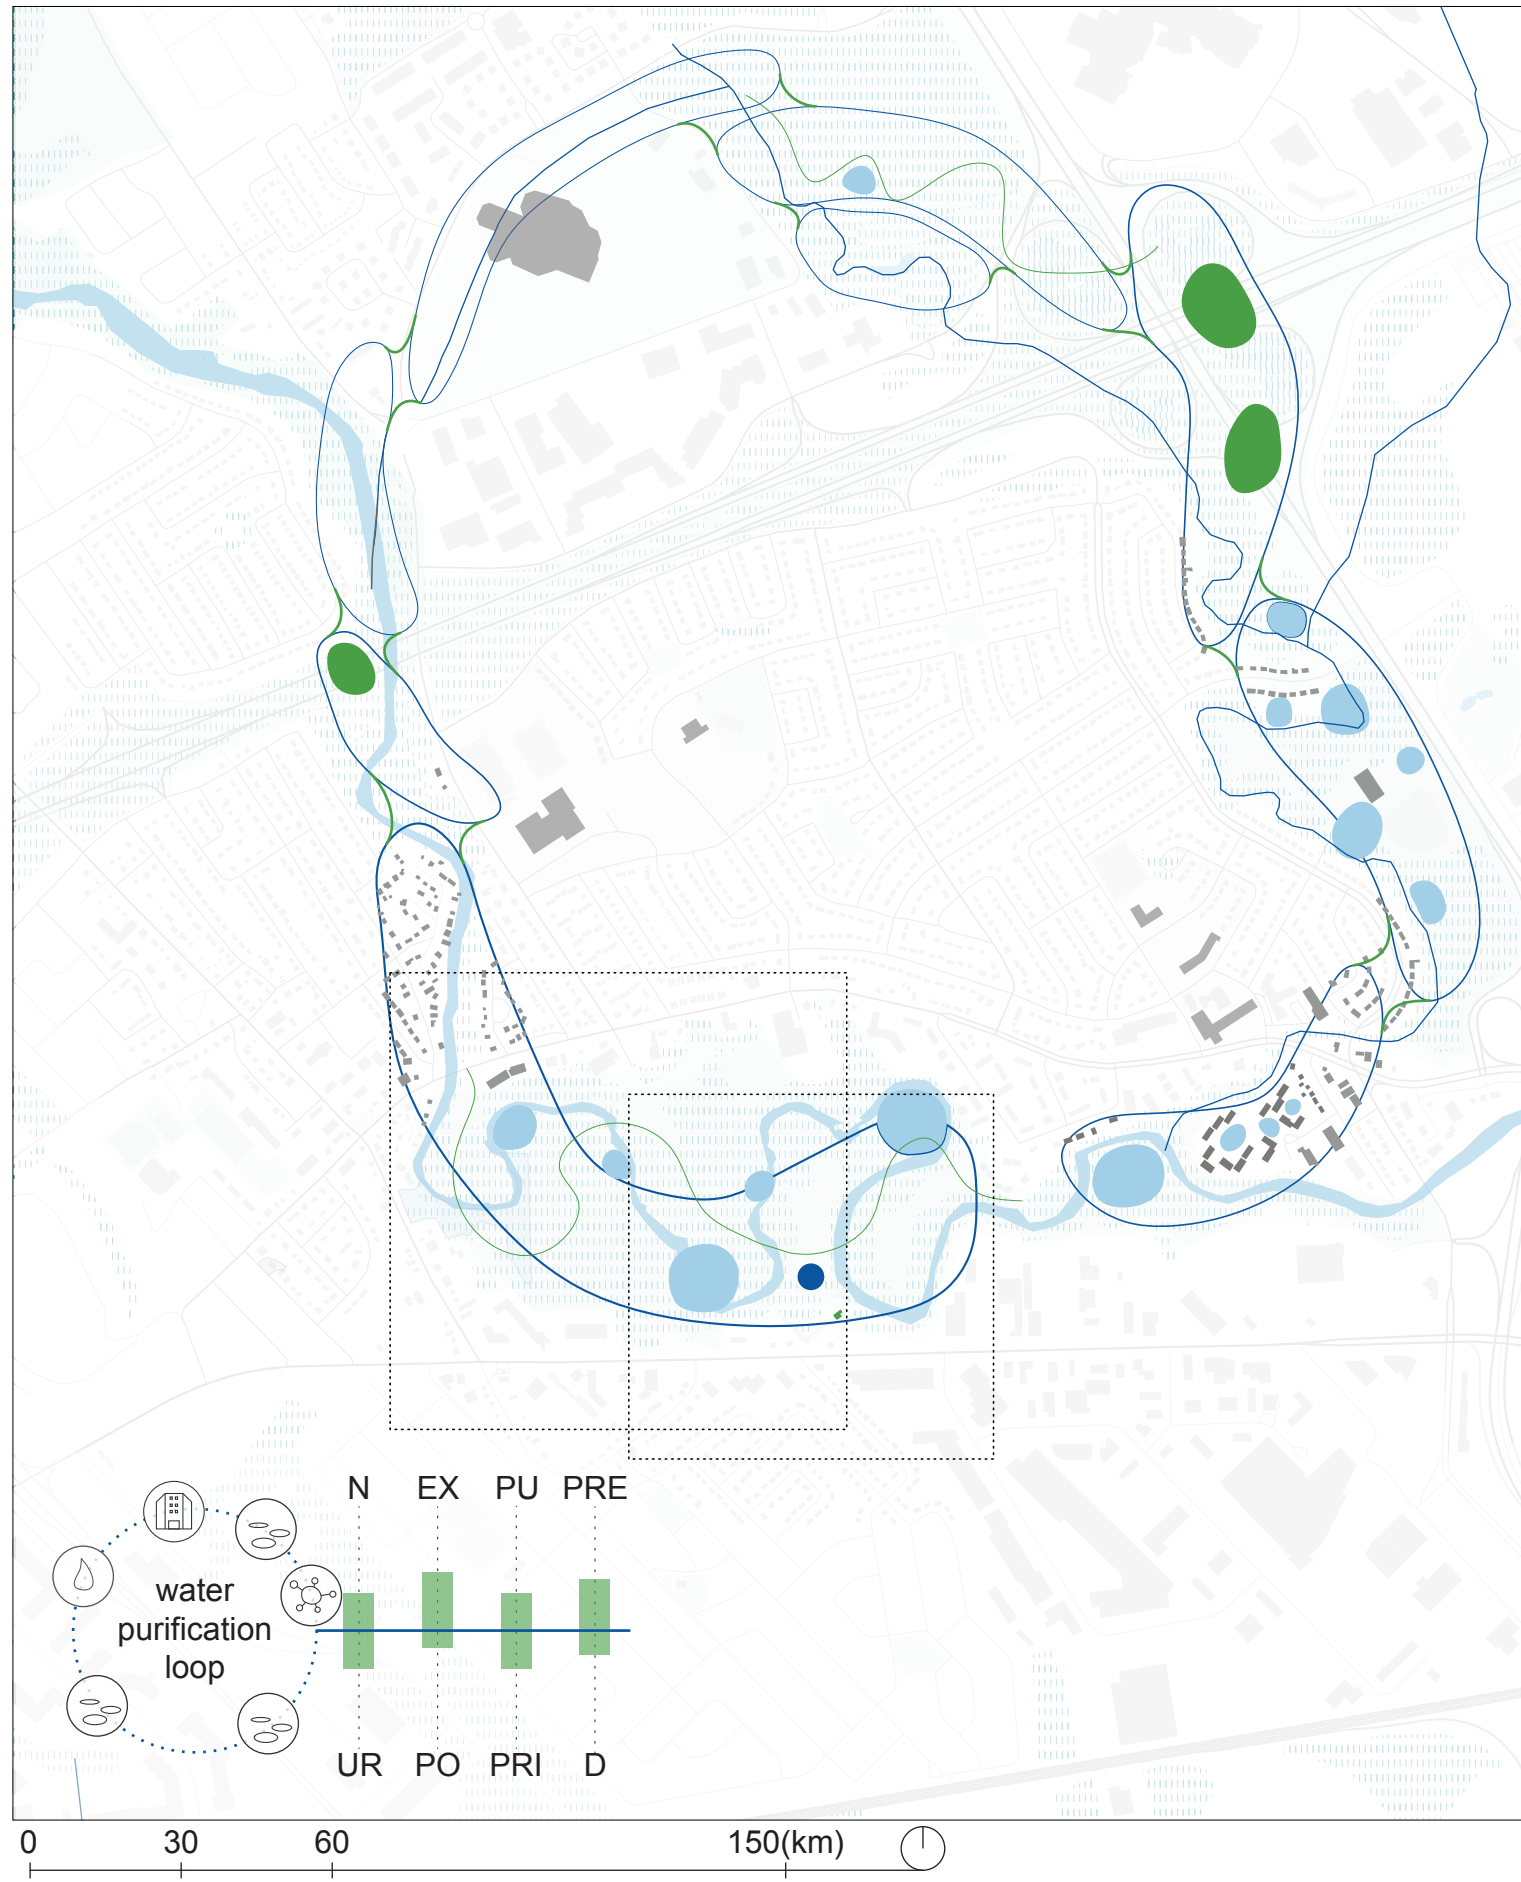 N EX PU PRE
water
purification
loop
UR PO PRI D
0 30 60 150(km)